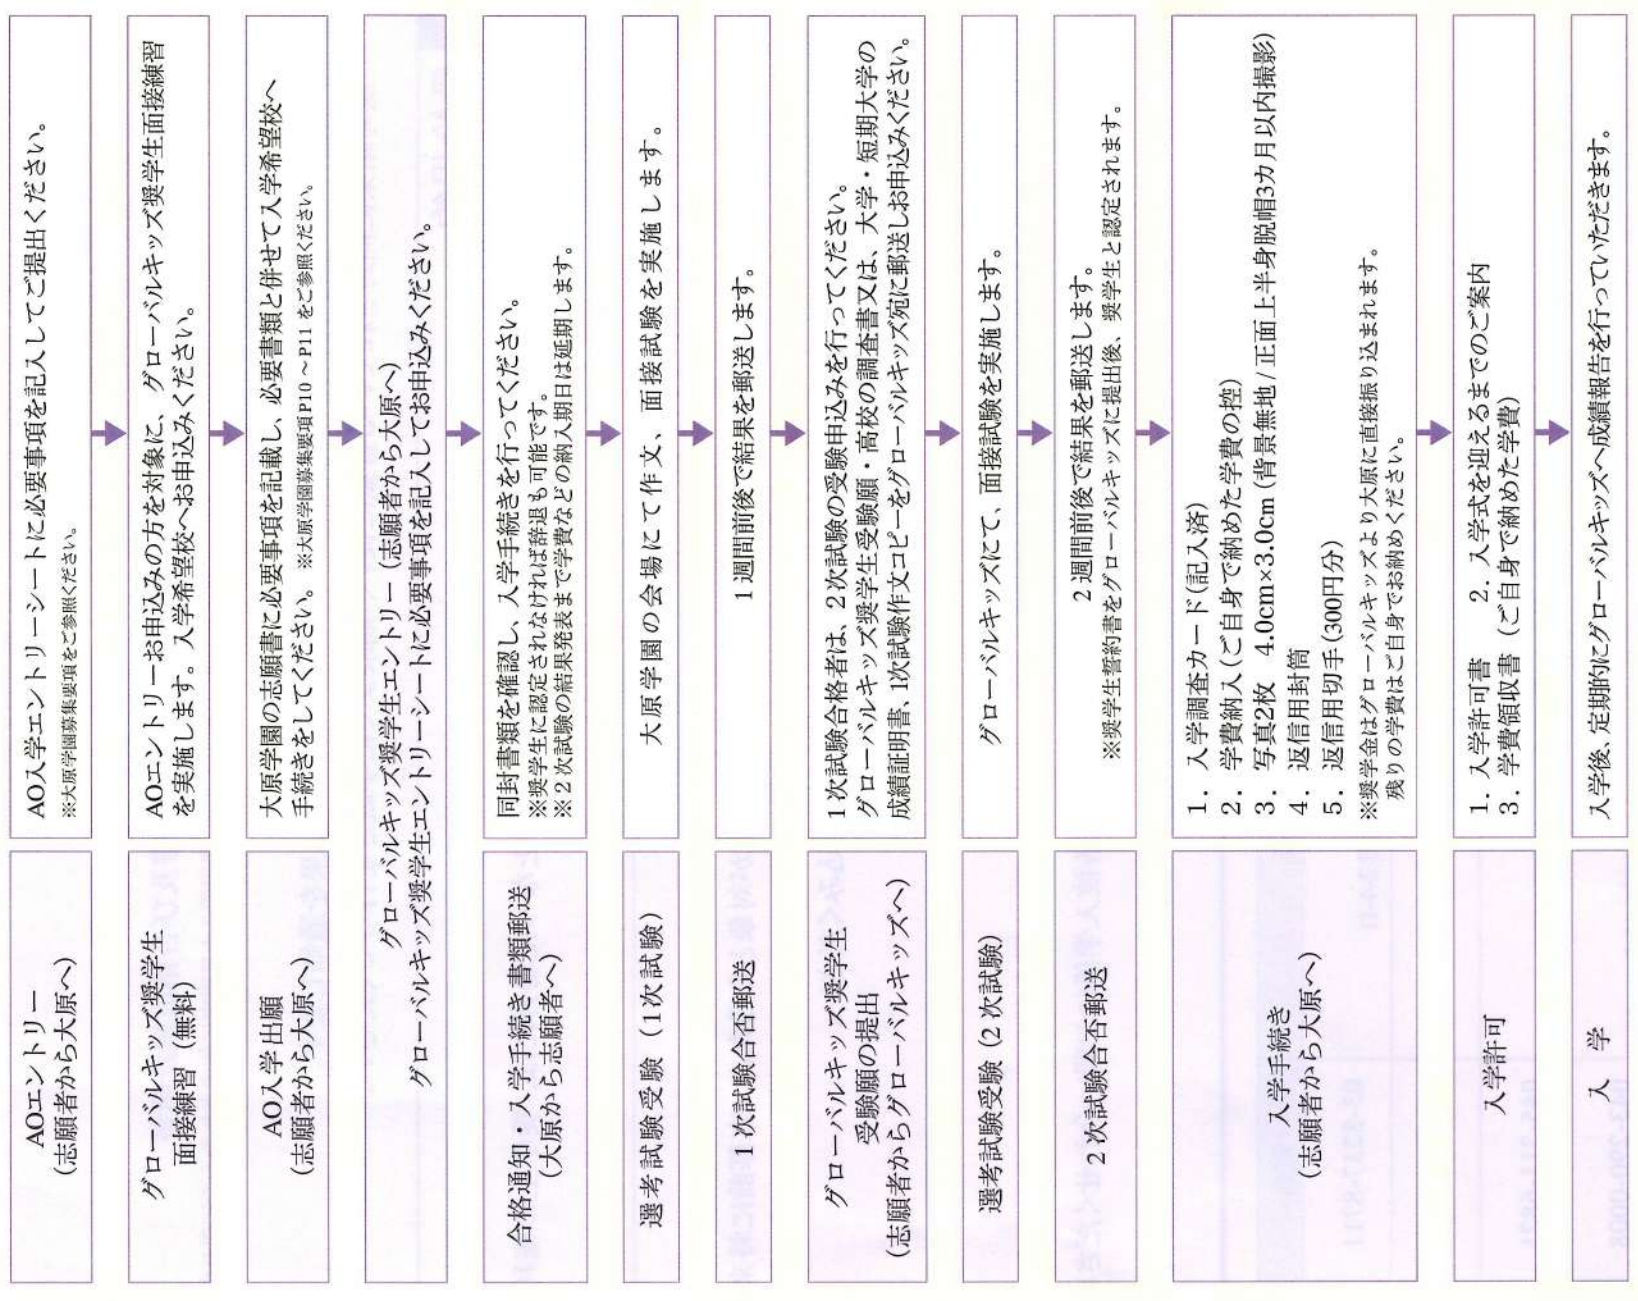 AOエントリー
(志願者から大原へ)
AO入学エントリーシートに必要事項を記入してご提出ください。
※大原学園募集要項をご参照ください。
グローバルキッズ奨学生
面接練習（無料）
AOエントリーお申込みの方を対象に、グローバルキッズ奨学生面接練習
を実施します。入学希望校へお申込みください。
AO入学出願
(志願者から大原へ)
大原学園の志願書に必要事項を記載し、必要書類と併せて入学希望校へ
手続きをしてください。 ※大原学園募集要項P10～P11をご参照ください。
グローバルキッズ奨学生エントリー（志願者から大原へ）
グローバルキッズ奨学生エントリーシートに必要事項を記入してお申込みください。
合格通知・入学手続き書類郵送
(大原から志願者へ)
同封書類を確認し、入学手続きを行ってください。
※奨学生に認定されなければ辞退も可能です。
※2次試験の結果発表まで学費などの納入期日は延期します。
選考試験受験（1次試験）
大原学園の会場にて作文、面接試験を実施します。
1次試験合否郵送
1週間前後で結果を郵送します。
グローバルキッズ奨学生
受験願の提出
(志願者からグローバルキッズへ)
1次試験合格者は、2次試験の受験申込みを行ってください。
グローバルキッズ奨学生受験願・高校の調査書又は、大学・短期大学の
成績証明書、1次試験作文コピーをグローバルキッズ宛に郵送しお申込みください。
選考試験受験（2次試験）
グローバルキッズにて、面接試験を実施します。
2次試験合否郵送
2週間前後で結果を郵送します。
※奨学生誓約書をグローバルキッズに提出後、奨学生と認定されます。
入学手続き
(志願者から大原へ)
1．入学調査カード（記入済）
2．学費納入（ご自身で納めた学費の控）
3．写真2枚 4.0cm×3.0cm（背景無地/正面上半身脱帽3カ月以内撮影）
4．返信用封筒
5．返信用切手（300円分）
※奨学金はグローバルキッズより大原に直接振り込まれます。
残りの学費はご自身でお納めください。
入学許可
1．入学許可書 2．入学式を迎えるまでのご案内
3．学費領収書（ご自身で納めた学費）
入 学
入学後、定期的にグローバルキッズへ成績報告を行っていただきます。